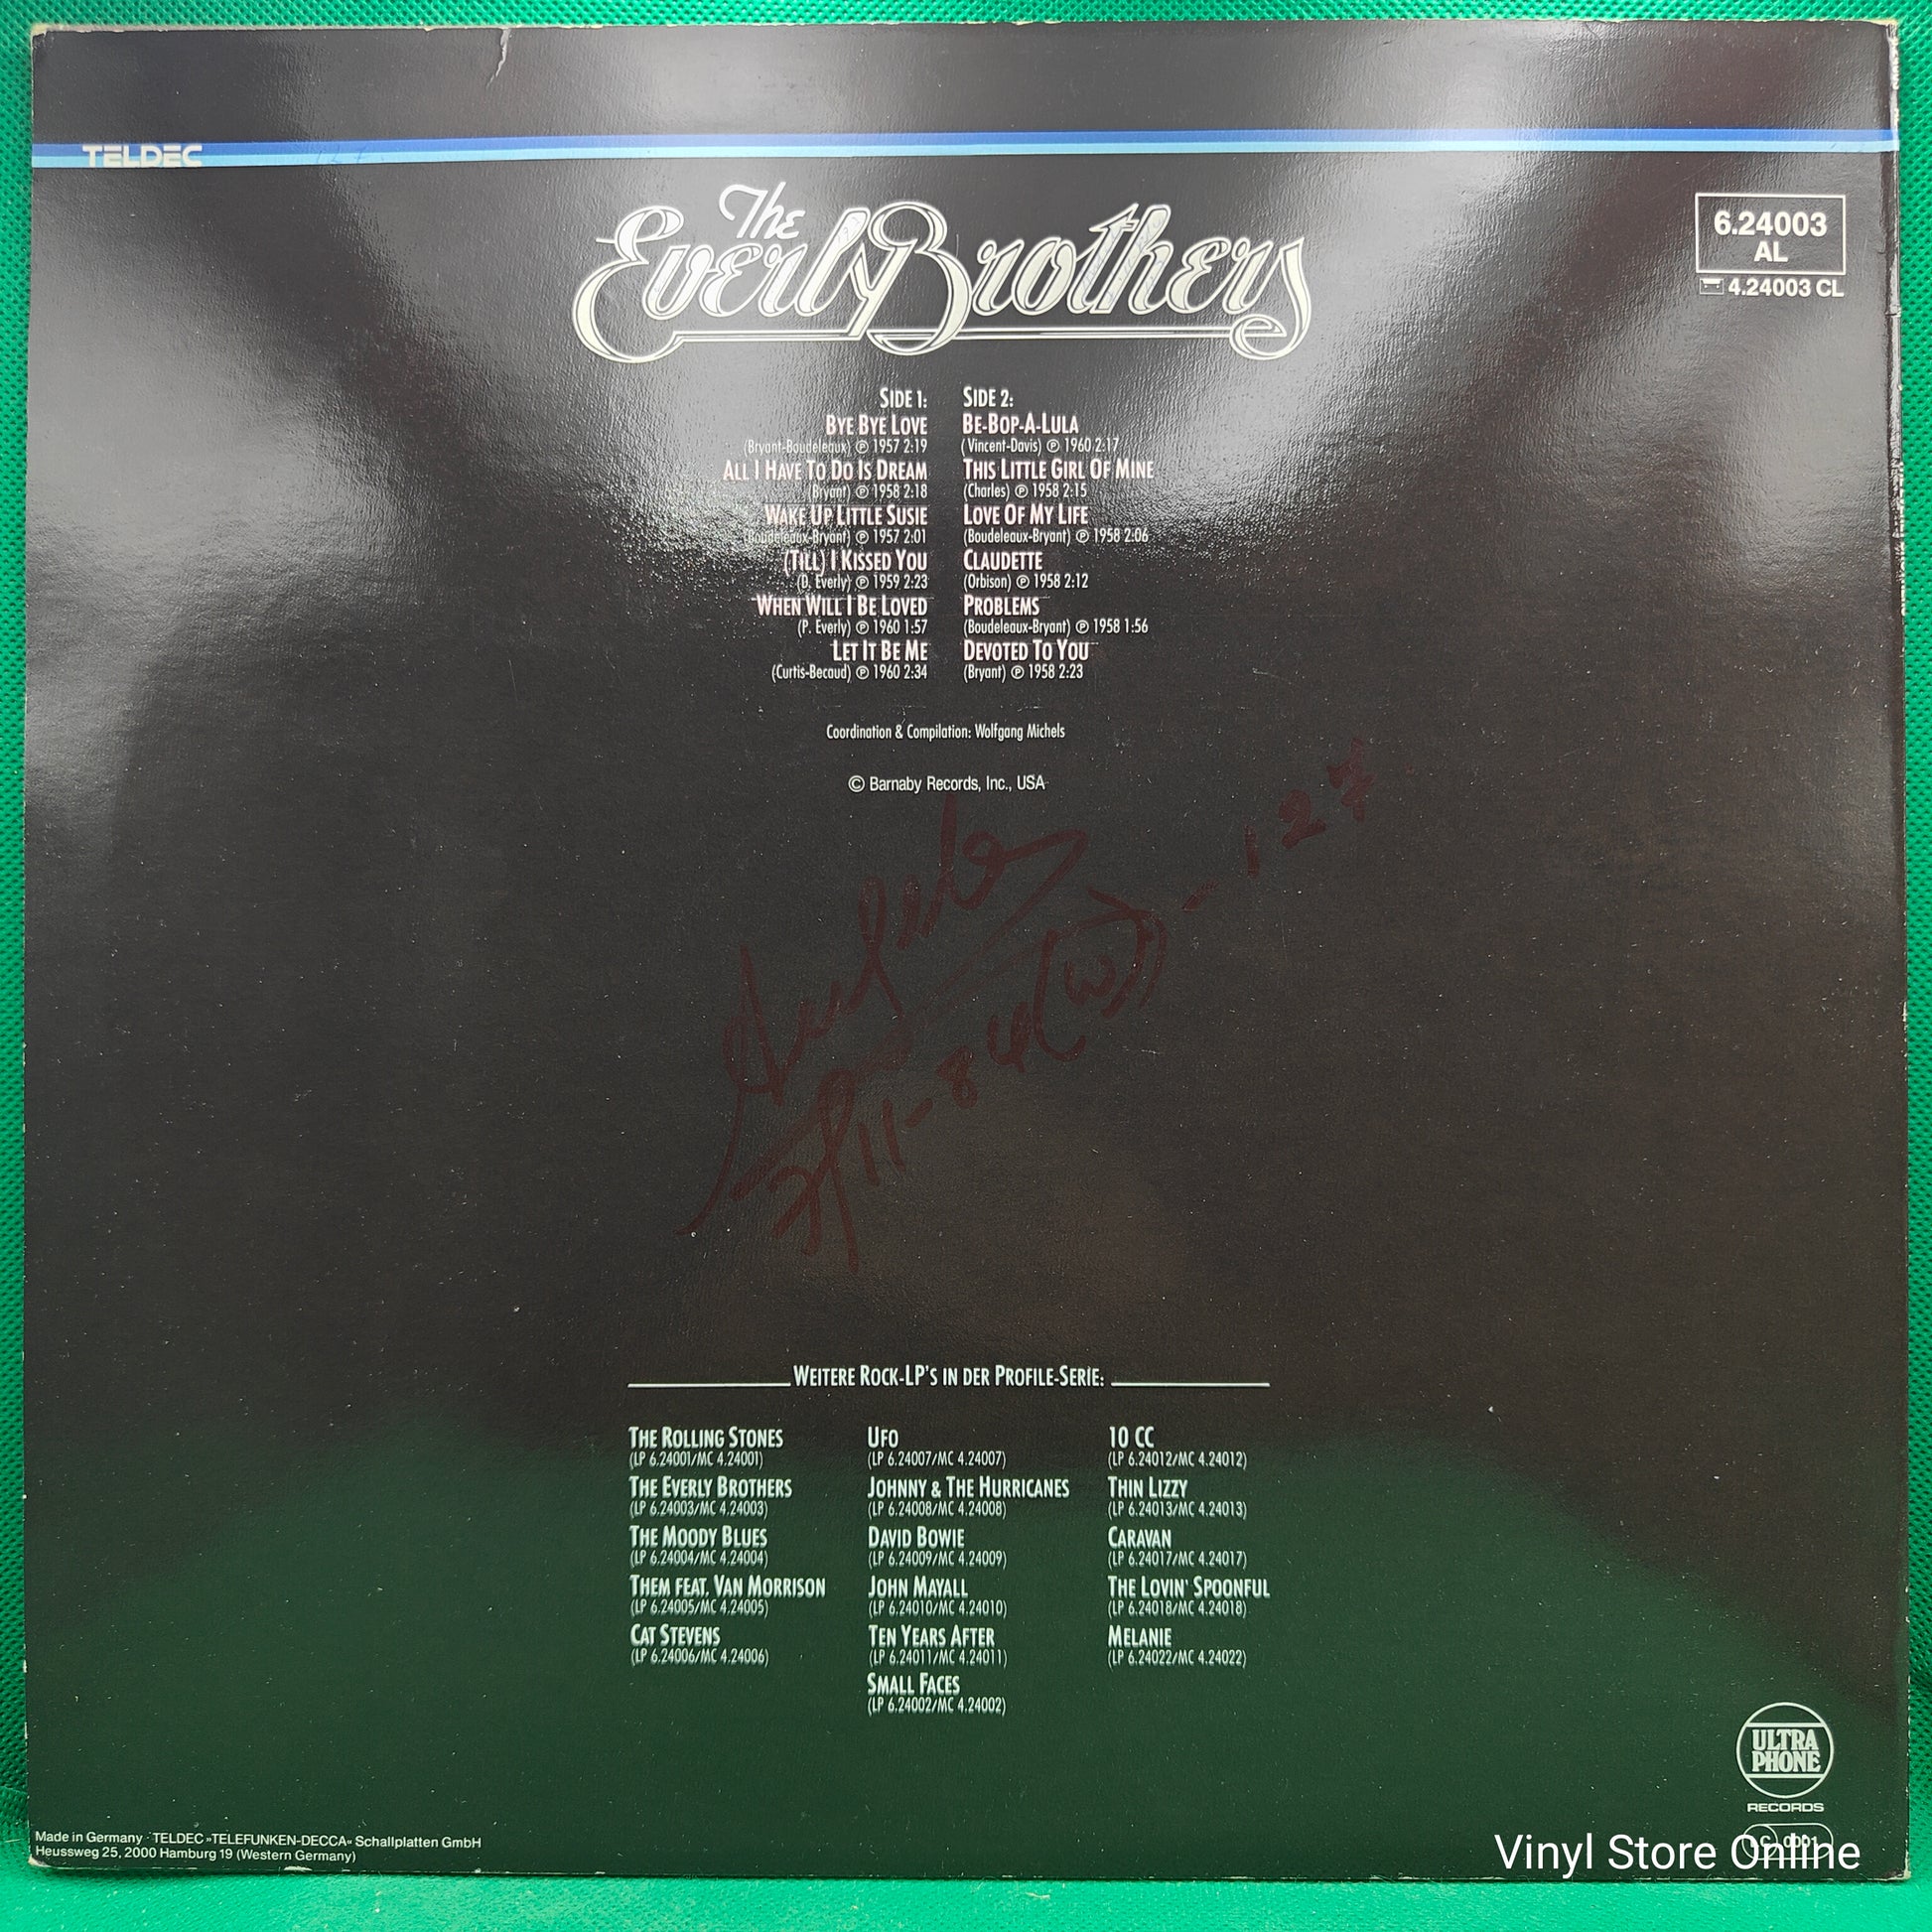 TELDEC
The
Everly Brothers
6.24003
AL
4.24003 CL
SIDE 1:
BYE BYE LOVE
(Bryant-Boudeleaux) ℗ 1957 2:19
ALL I HAVE TO DO IS DREAM
(Bryant) ℗ 1958 2:18
WAKE UP LITTLE SUSIE
(Boudeleaux-Bryant) ℗ 1957 2:01
(TILL) I KISSED YOU
(D. Everly) ℗ 1959 2:23
WHEN WILL I BE LOVED
(P. Everly) ℗ 1960 1:57
LET IT BE ME
(Curtis-Becaud) ℗ 1960 2:34
SIDE 2:
BE-BOP-A-LULA
(Vincent-Davis) ℗ 1960 2:17
THIS LITTLE GIRL OF MINE
(Charles) ℗ 1958 2:15
LOVE OF MY LIFE
(Boudeleaux-Bryant) ℗ 1958 2:06
CLAUDETTE
(Orbison) ℗ 1958 2:12
PROBLEMS
(Boudeleaux-Bryant) ℗ 1958 1:56
DEVOTED TO YOU
(Bryant) ℗ 1958 2:23
Coordination & Compilation: Wolfgang Michels
© Barnaby Records, Inc., USA
WEITERE ROCK-LP'S IN DER PROFILE-SERIE:
THE ROLLING STONES
(LP 6.24001/MC 4.24001)
THE EVERLY BROTHERS
(LP 6.24003/MC 4.24003)
THE MOODY BLUES
(LP 6.24004/MC 4.24004)
THEM FEAT. VAN MORRISON
(LP 6.24005/MC 4.24005)
CAT STEVENS
(LP 6.24006/MC 4.24006)
UFO
(LP 6.24007/MC 4.24007)
JOHNNY & THE HURRICANES
(LP 6.24008/MC 4.24008)
DAVID BOWIE
(LP 6.24009/MC 4.24009)
JOHN MAYALL
(LP 6.24010/MC 4.24010)
TEN YEARS AFTER
(LP 6.24011/MC 4.24011)
SMALL FACES
(LP 6.24002/MC 4.24002)
10 CC
(LP 6.24012/MC 4.24012)
THIN LIZZY
(LP 6.24013/MC 4.24013)
CARAVAN
(LP 6.24017/MC 4.24017)
THE LOVIN' SPOONFUL
(LP 6.24018/MC 4.24018)
MELANIE
(LP 6.24022/MC 4.24022)
ULTRA
PHONE
RECORDS
Made in Germany · TELDEC »TELEFUNKEN-DECCA« Schallplatten GmbH
Heussweg 25, 2000 Hamburg 19 (Western Germany)
Vinyl Store Online